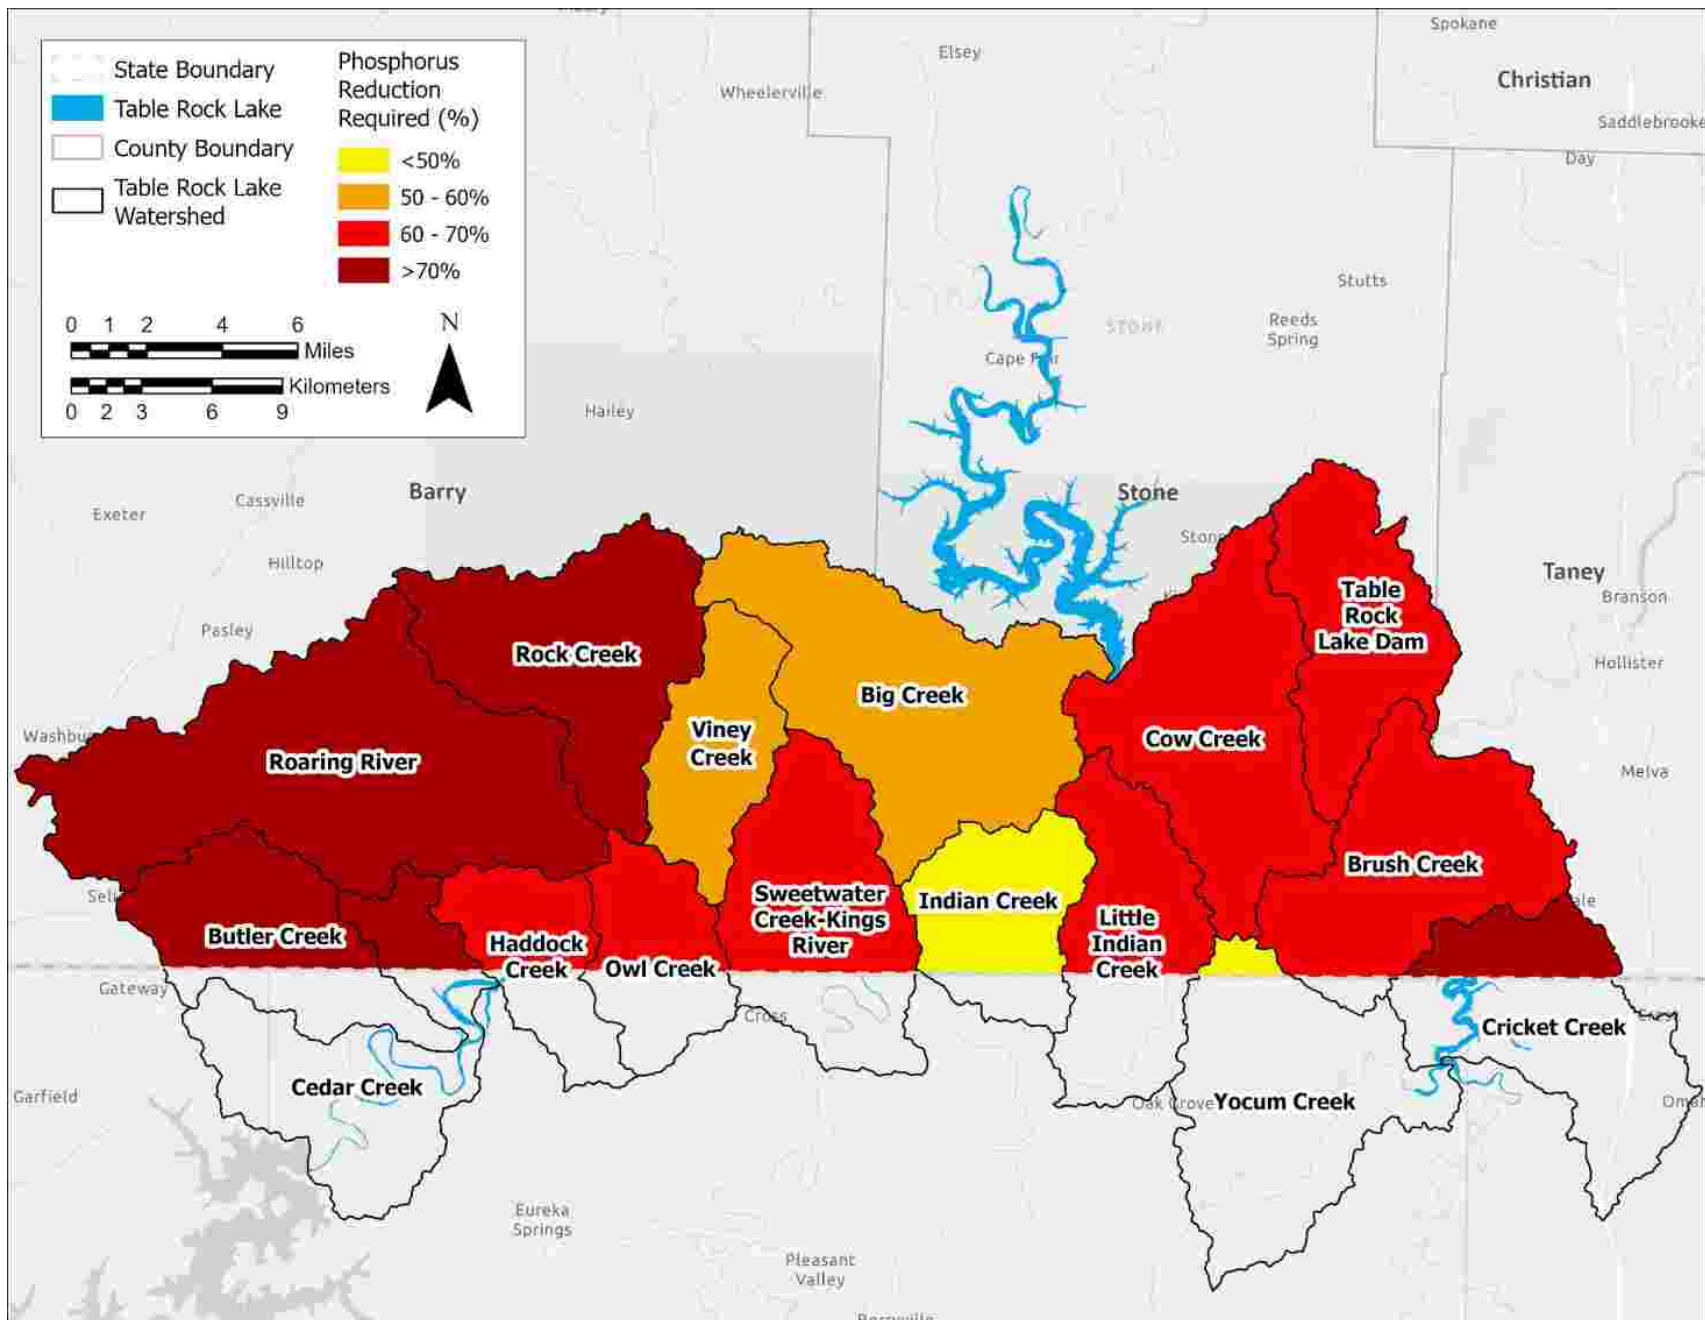 Spokane
Elsey
Christian
Wheelerville
Saddlebrooke
Day
State Boundary
Table Rock Lake
County Boundary
Table Rock Lake
Watershed
Phosphorus
Reduction
Required (%)
<50%
50 - 60%
60 - 70%
>70%
0 1 2 4 6
Miles
Kilometers
0 2 3 6 9
N
Stutts
STONE
Reeds
Spring
Hailey
Cassville
Barry
Exeter
Stone
Hilltop
Taney
Branson
Table
Rock
Lake Dam
Pasley
Rock Creek
Hollister
Big Creek
Viney
Creek
Cow Creek
Roaring River
Melva
Brush Creek
Sweetwater
Creek-Kings
River
Indian Creek
Little
Indian
Creek
Butler Creek
Haddock
Creek
Owl Creek
Gateway
Cross
Cricket Creek
Cedar Creek
Garfield
Oak Grove
Yocum Creek
Eureka
Springs
Pleasant
Valley